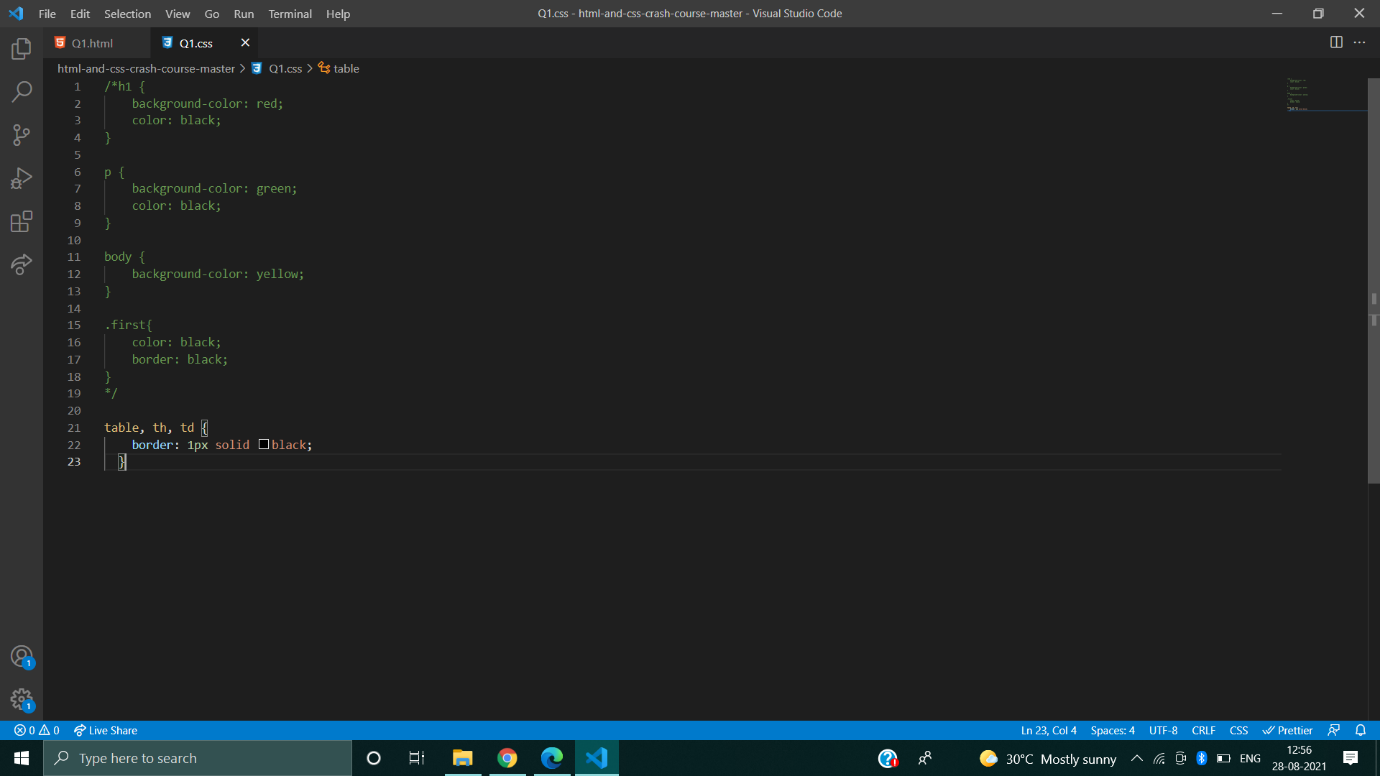 File Edit Selection View Go Run Terminal Help Q1.css - html-and-css-crash-course-master - Visual Studio Code
Q1.html Q1.css
html-and-css-crash-course-master > Q1.css > table
1 /*h1 {
2 background-color: red;
3 color: black;
4 }
5
6 p {
7 background-color: green;
8 color: black;
9 }
10
11 body {
12 background-color: yellow;
13 }
14
15 .first{
16 color: black;
17 border: black;
18 }
19 */
20
21 table, th, td {
22 border: 1px solid black;
23 }
1
1
0 0 Live Share Ln 23, Col 4 Spaces: 4 UTF-8 CRLF CSS Prettier
Type here to search 30°C Mostly sunny ENG 12:56
28-08-2021